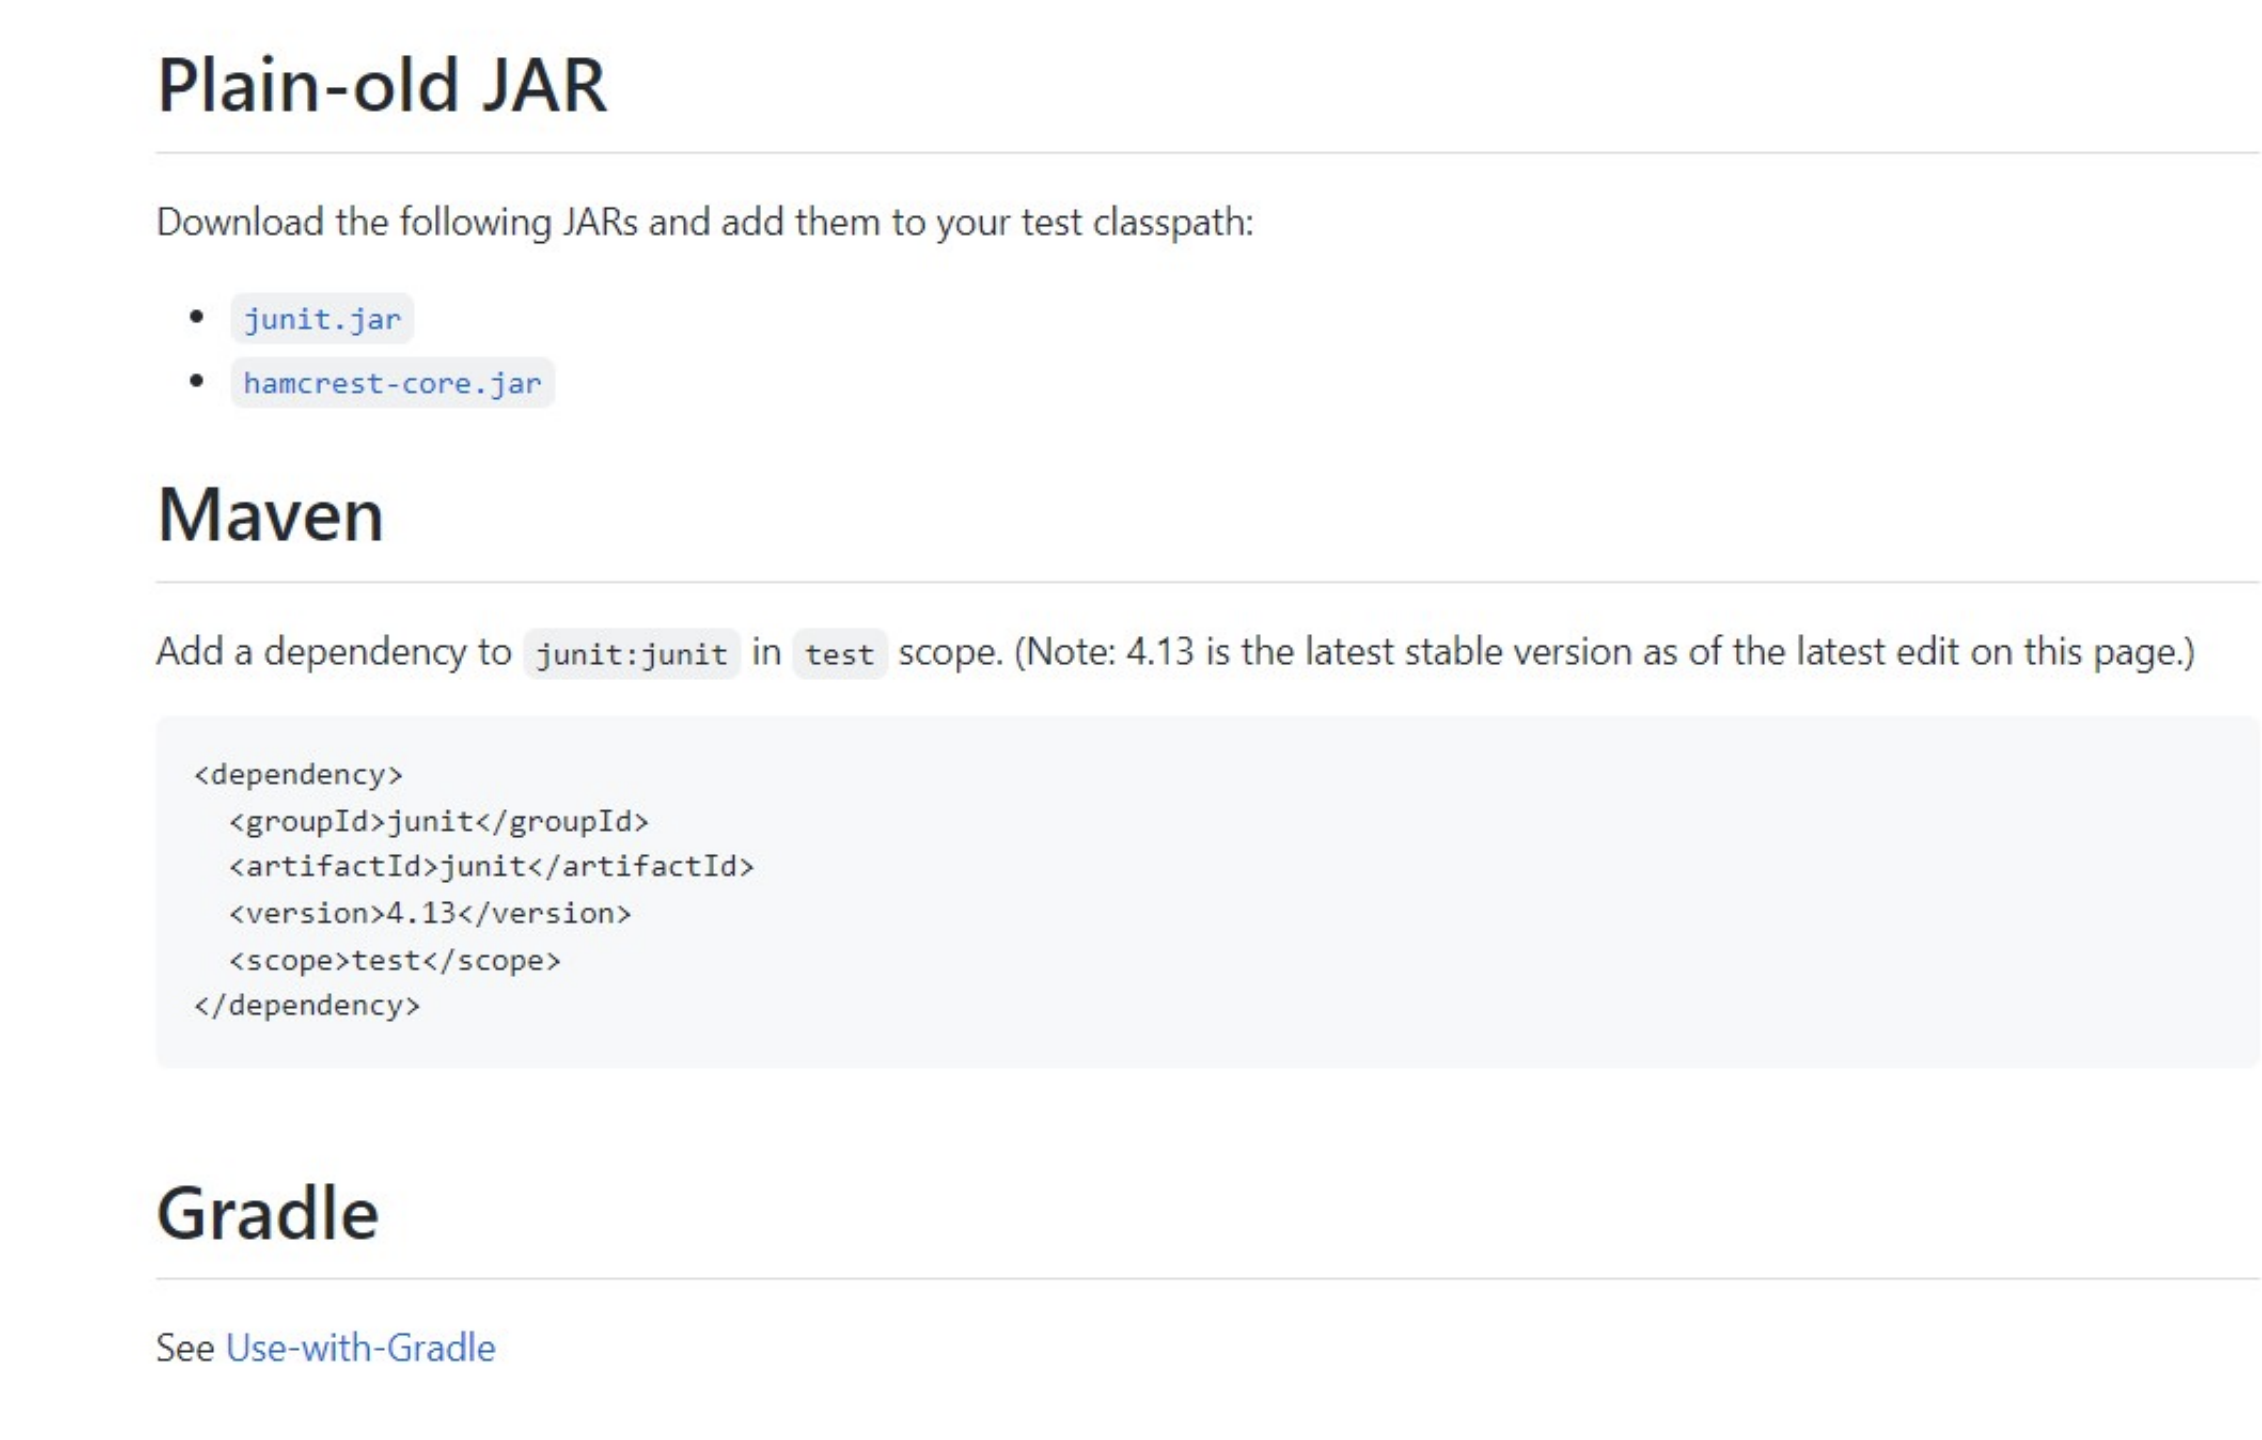 Plain-old JAR
Download the following JARs and add them to your test classpath:
junit.jar
hamcrest-core.jar
Maven
Add a dependency to junit:junit in test scope. (Note: 4.13 is the latest stable version as of the latest edit on this page.)
<dependency>
  <groupId>junit</groupId>
  <artifactId>junit</artifactId>
  <version>4.13</version>
  <scope>test</scope>
</dependency>
Gradle
See Use-with-Gradle